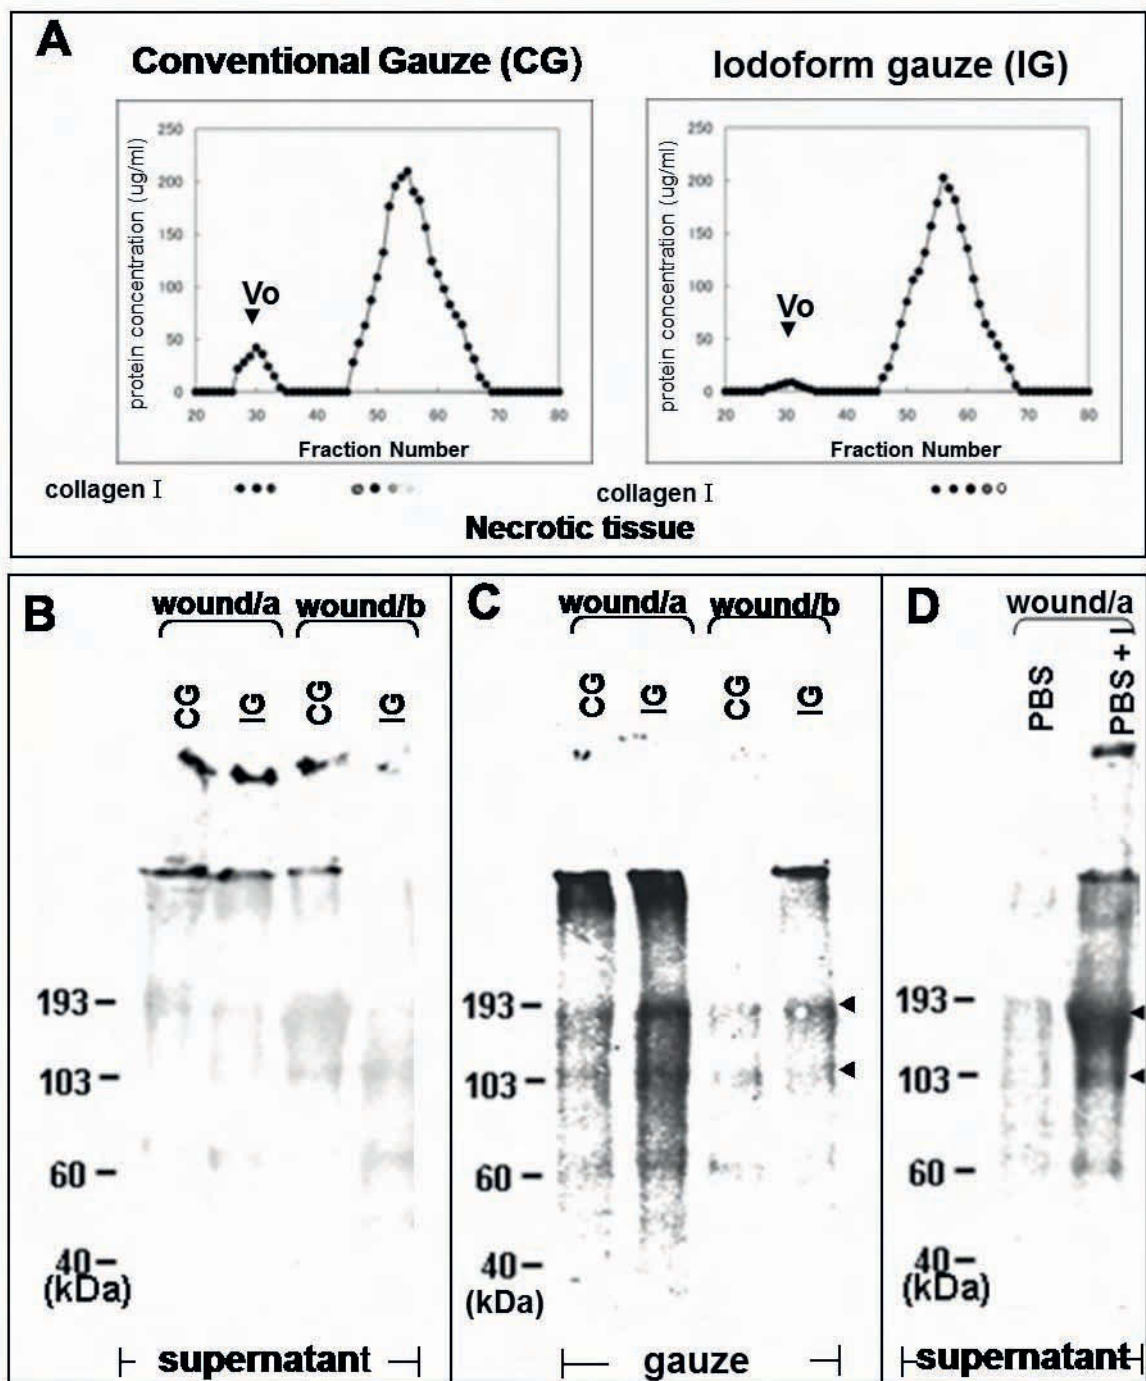 A
Conventional Gauze (CG)
Iodoform gauze (IG)
protein concentration (ug/ml)
250
200
150
100
50
0
Vo
20 30 40 50 60 70 80
Fraction Number
protein concentration (ug/ml)
250
200
150
100
50
0
Vo
20 30 40 50 60 70 80
Fraction Number
collagen I
collagen I
Necrotic tissue
B
wound/a wound/b
CG IG CG IG
193
103
60
40
(kDa)
supernatant
C
wound/a wound/b
CG IG CG IG
193
103
60
40
(kDa)
gauze
D
wound/a
PBS PBS + I
193
103
60
40
(kDa)
supernatant